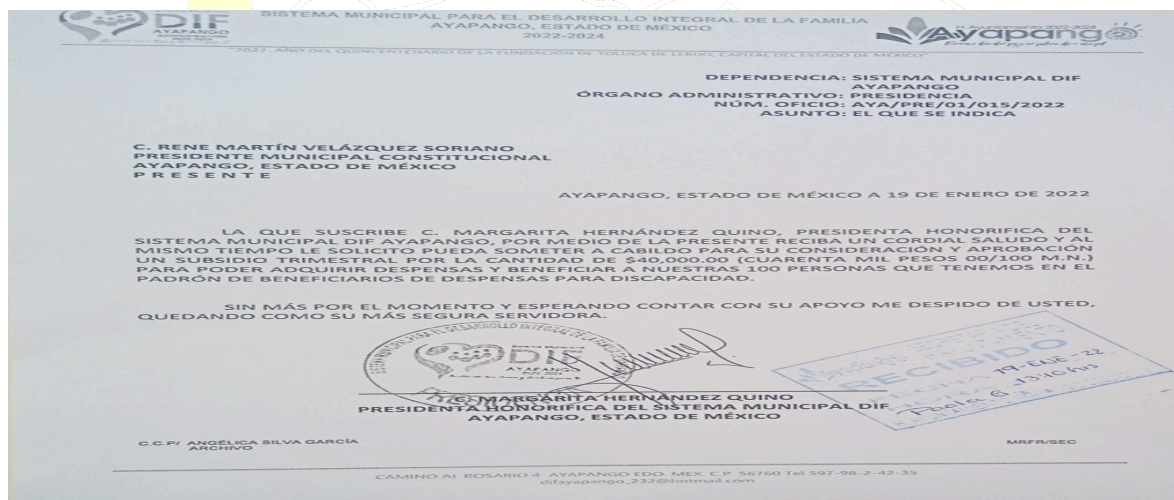 DIF
AYAPANGO
SISTEMA MUNICIPAL PARA EL DESARROLLO INTEGRAL DE LA FAMILIA
AYAPANGO, ESTADO DE MÉXICO
2022-2024
Ayapango
"2022. AÑO DEL QUINCENTENARIO DE LA FUNDACIÓN DE TOLUCA DE LERDO, CAPITAL DEL ESTADO DE MÉXICO"
DEPENDENCIA: SISTEMA MUNICIPAL DIF
AYAPANGO
ÓRGANO ADMINISTRATIVO: PRESIDENCIA
NÚM. OFICIO: AYA/PRE/01/015/2022
ASUNTO: EL QUE SE INDICA
C. RENE MARTÍN VELÁZQUEZ SORIANO
PRESIDENTE MUNICIPAL CONSTITUCIONAL
AYAPANGO, ESTADO DE MÉXICO
P R E S E N T E
AYAPANGO, ESTADO DE MÉXICO A 19 DE ENERO DE 2022
LA QUE SUSCRIBE C. MARGARITA HERNÁNDEZ QUINO, PRESIDENTA HONORIFICA DEL
SISTEMA MUNICIPAL DIF AYAPANGO, POR MEDIO DE LA PRESENTE RECIBA UN CORDIAL SALUDO Y AL
MISMO TIEMPO LE SOLICITO PUEDA SOMETER A CABILDO PARA SU CONSIDERACIÓN Y APROBACIÓN
UN SUBSIDIO TRIMESTRAL POR LA CANTIDAD DE $40,000.00 (CUARENTA MIL PESOS 00/100 M.N.)
PARA PODER ADQUIRIR DESPENSAS Y BENEFICIAR A NUESTRAS 100 PERSONAS QUE TENEMOS EN EL
PADRÓN DE BENEFICIARIOS DE DESPENSAS PARA DISCAPACIDAD.
SIN MÁS POR EL MOMENTO Y ESPERANDO CONTAR CON SU APOYO ME DESPIDO DE USTED,
QUEDANDO COMO SU MÁS SEGURA SERVIDORA.
DIF
AYAPANGO
RECIBIDO
19-ENE-22
C. MARGARITA HERNÁNDEZ QUINO
PRESIDENTA HONORIFICA DEL SISTEMA MUNICIPAL DIF
AYAPANGO, ESTADO DE MÉXICO
C.C.P/ ANGÉLICA SILVA GARCÍA
ARCHIVO
MRFR/SEC
CAMINO AL ROSARIO 4. AYAPANGO EDO. MEX. C.P. 56760 Tel 597-98-2-42-35
difayapango_232@hotmail.com